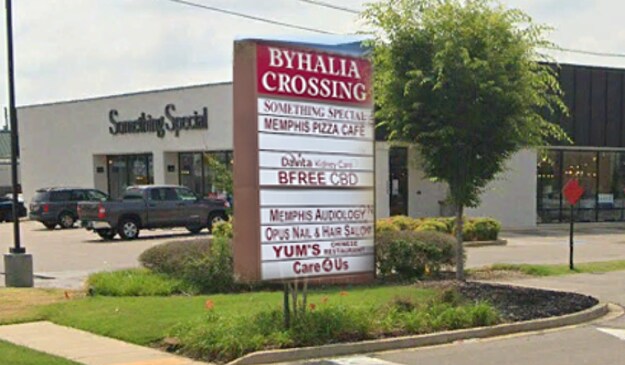 Something Special
BYHALIA
CROSSING
SOMETHING SPECIAL
MEMPHIS PIZZA CAFÉ
DaVita Kidney Care
BFREE CBD
MEMPHIS AUDIOLOGY
OPUS NAIL & HAIR SALON
YUM'S CHINESE RESTAURANT
Care 4 Us